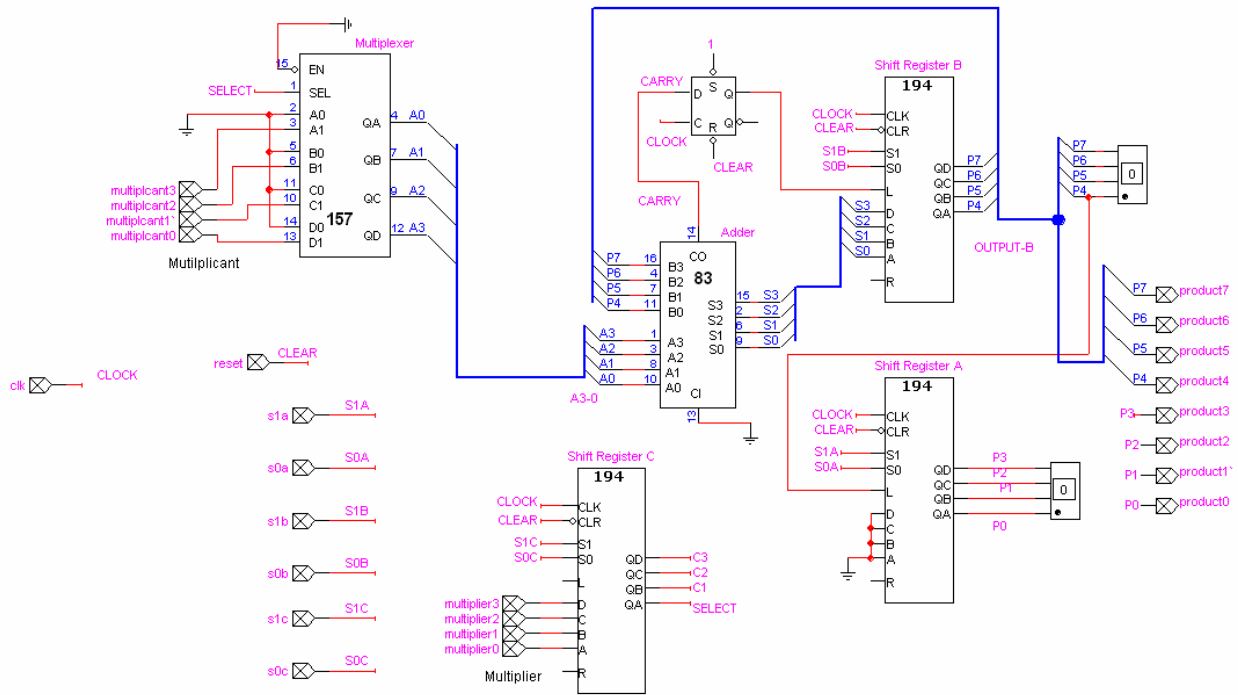 Multiplexer
15 EN
SELECT 1 SEL
2 A0
3 A1
5 B0
6 B1
11 C0
10 C1
14 D0
13 D1
157
QA 4 A0
QB 7 A1
QC 9 A2
QD 12 A3
multiplcant3
multiplcant2
multiplcant1`
multiplcant0
Mutilplicant
1
CARRY
D S Q
C R Q
CLOCK
CLEAR
CARRY
Adder
14
CO
83
P7 16 B3
P6 4 B2
P5 7 B1
P4 11 B0
A3 1 A3
A2 3 A2
A1 8 A1
A0 10 A0
A3-0
S3 15 S3
S2 2 S2
S1 6 S1
S0 9 S0
CI
13
Shift Register B
194
CLOCK CLK
CLEAR CLR
S1B S1
S0B S0
L
S3 D
S2 C
S1 B
S0 A
R
QD P7
QC P6
QB P5
QA P4
OUTPUT-B
P7
P6
P5
P4
0
P7 product7
P6 product6
P5 product5
P4 product4
P3 product3
P2 product2
P1 product1`
P0 product0
Shift Register A
194
CLOCK CLK
CLEAR CLR
S1A S1
S0A S0
L
D
C
B
A
R
QD P3
QC P2
QB P1
QA P0
0
reset CLEAR
clk CLOCK
s1a S1A
s0a S0A
s1b S1B
s0b S0B
s1c S1C
s0c S0C
Shift Register C
194
CLOCK CLK
CLEAR CLR
S1C S1
S0C S0
L
multiplier3 D
multiplier2 C
multiplier1 B
multiplier0 A
R
QD C3
QC C2
QB C1
QA SELECT
Multiplier